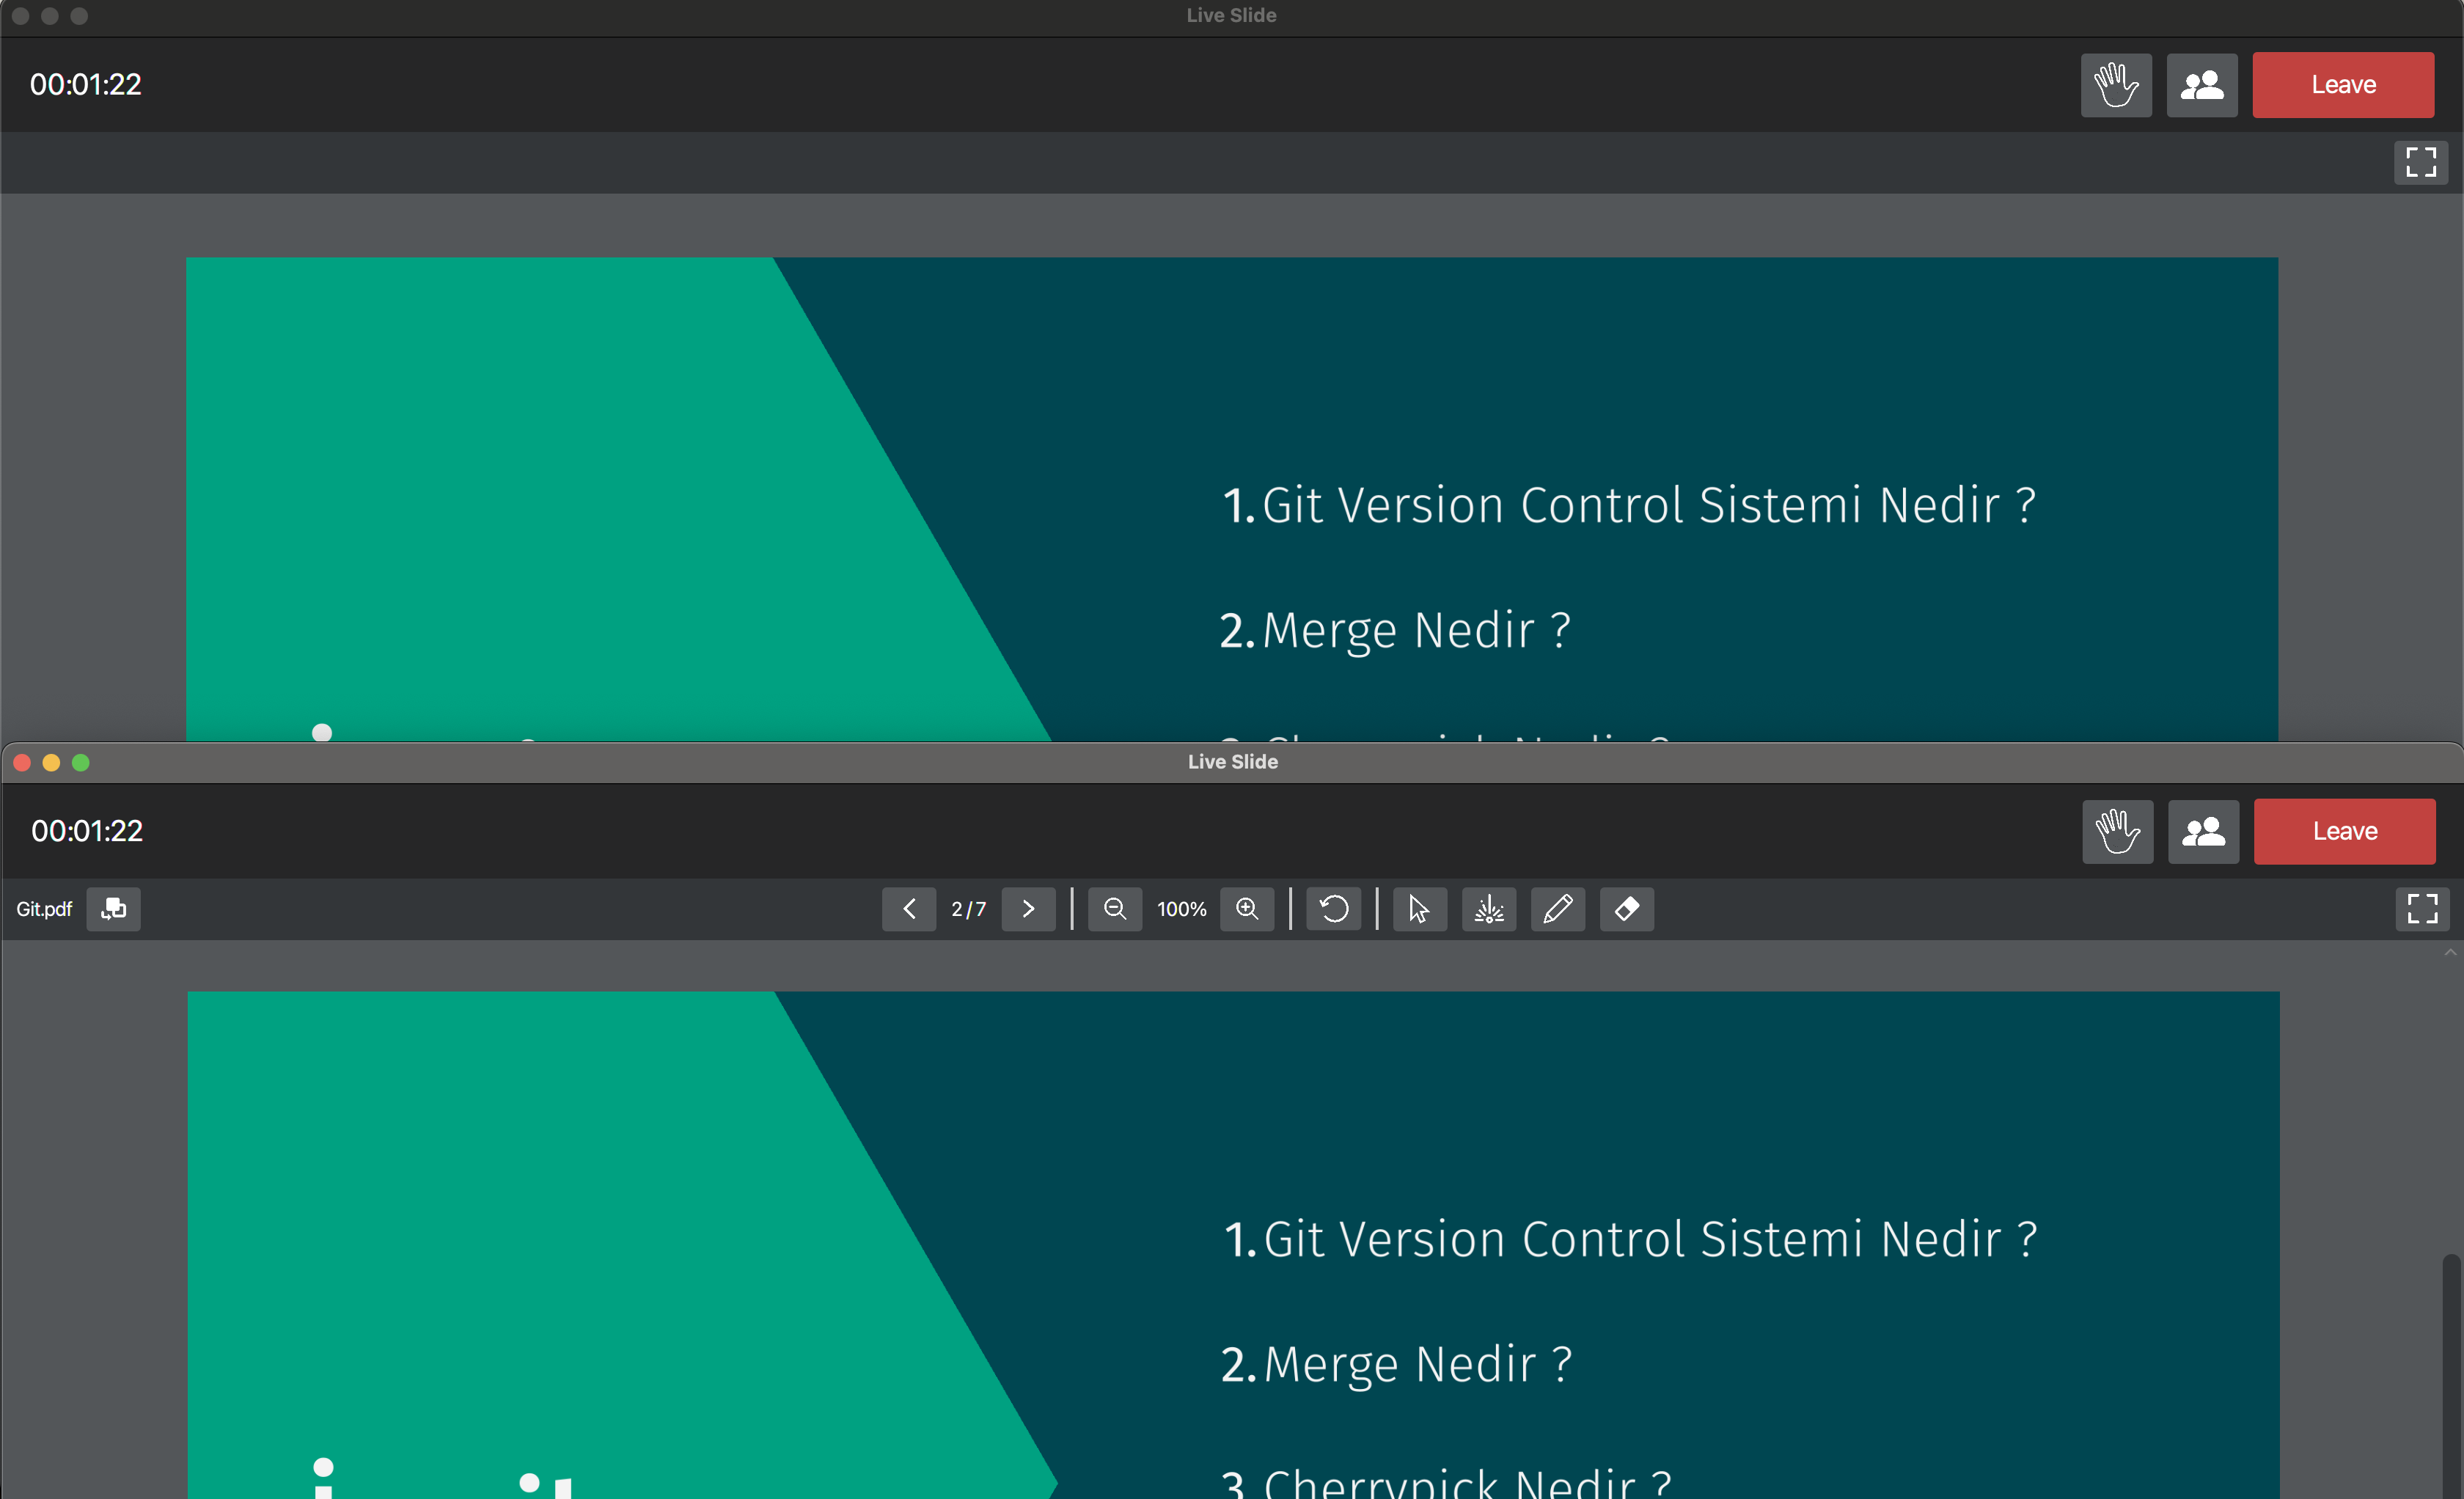 Live Slide
00:01:22
Leave
1. Git Version Control Sistemi Nedir ?
2. Merge Nedir ?
Live Slide
00:01:22
Leave
Git.pdf
2/7
100%
1. Git Version Control Sistemi Nedir ?
2. Merge Nedir ?
3. Cherrypick Nedir ?